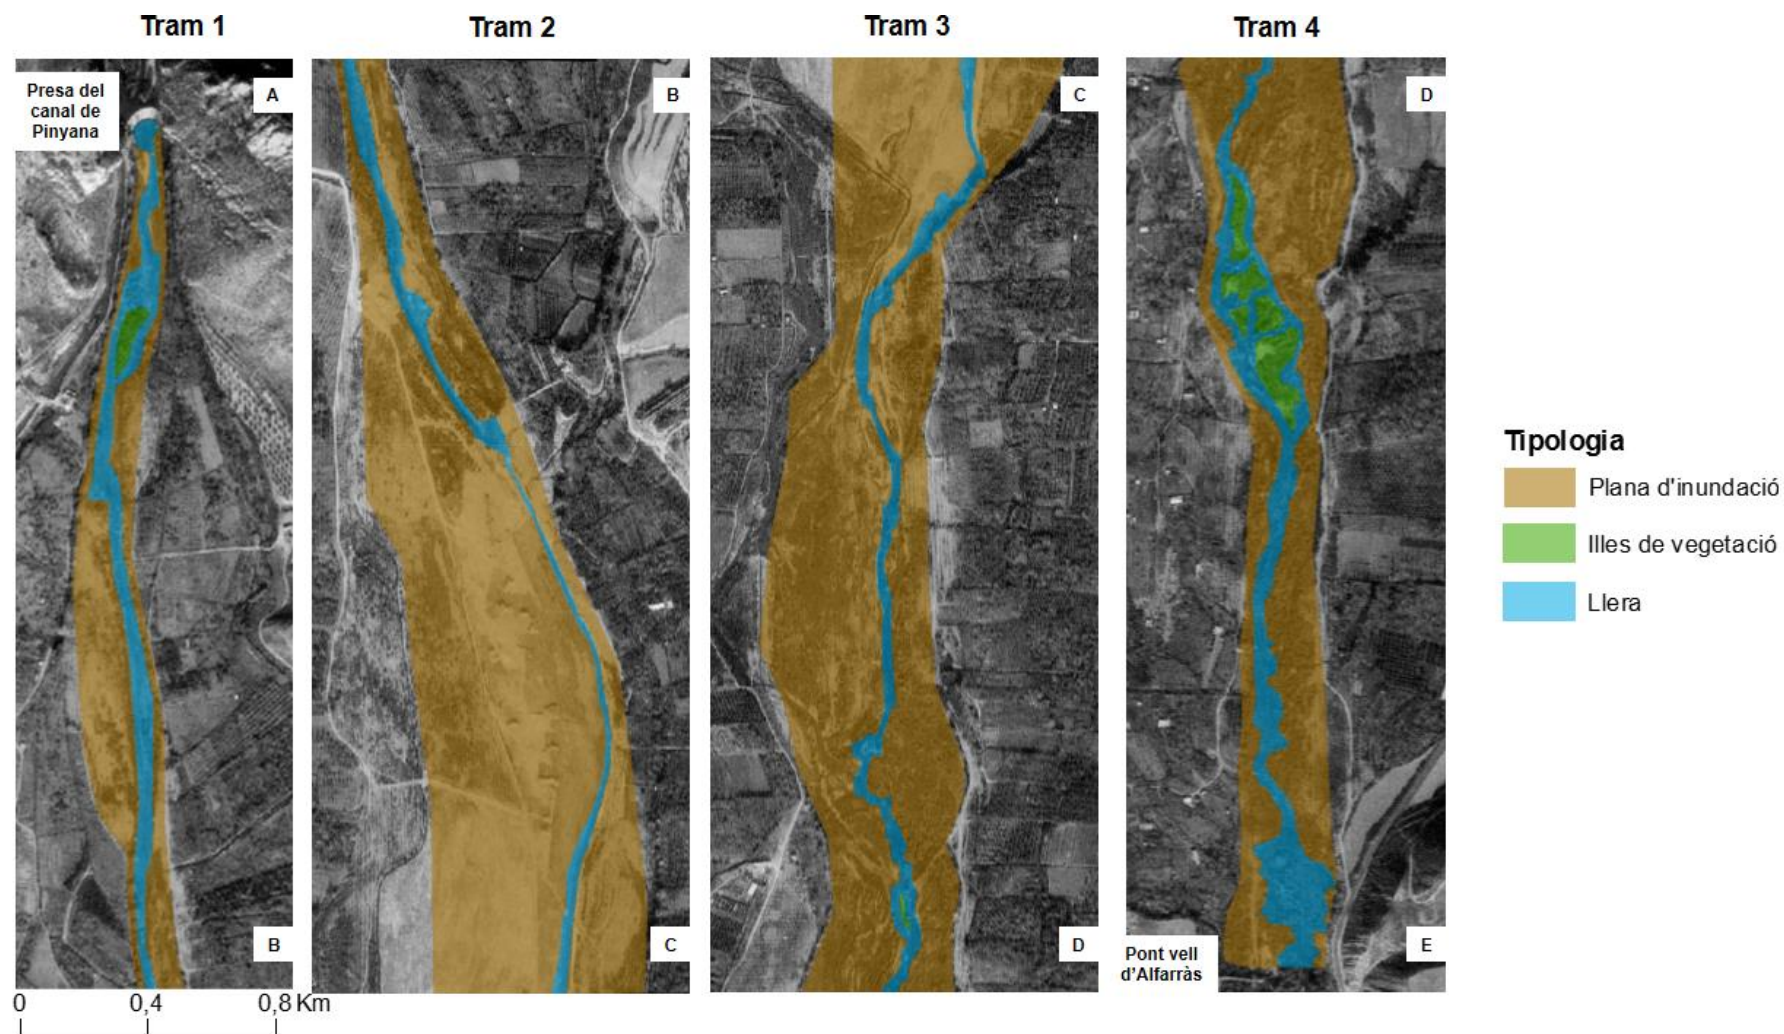 Tram 1
Tram 2
Tram 3
Tram 4
Presa del
canal de
Pinyana
A
B
C
D
Tipologia
Plana d'inundació
Illes de vegetació
Llera
B
C
D
Pont vell
d'Alfarràs
E
0 0,4 0,8 Km